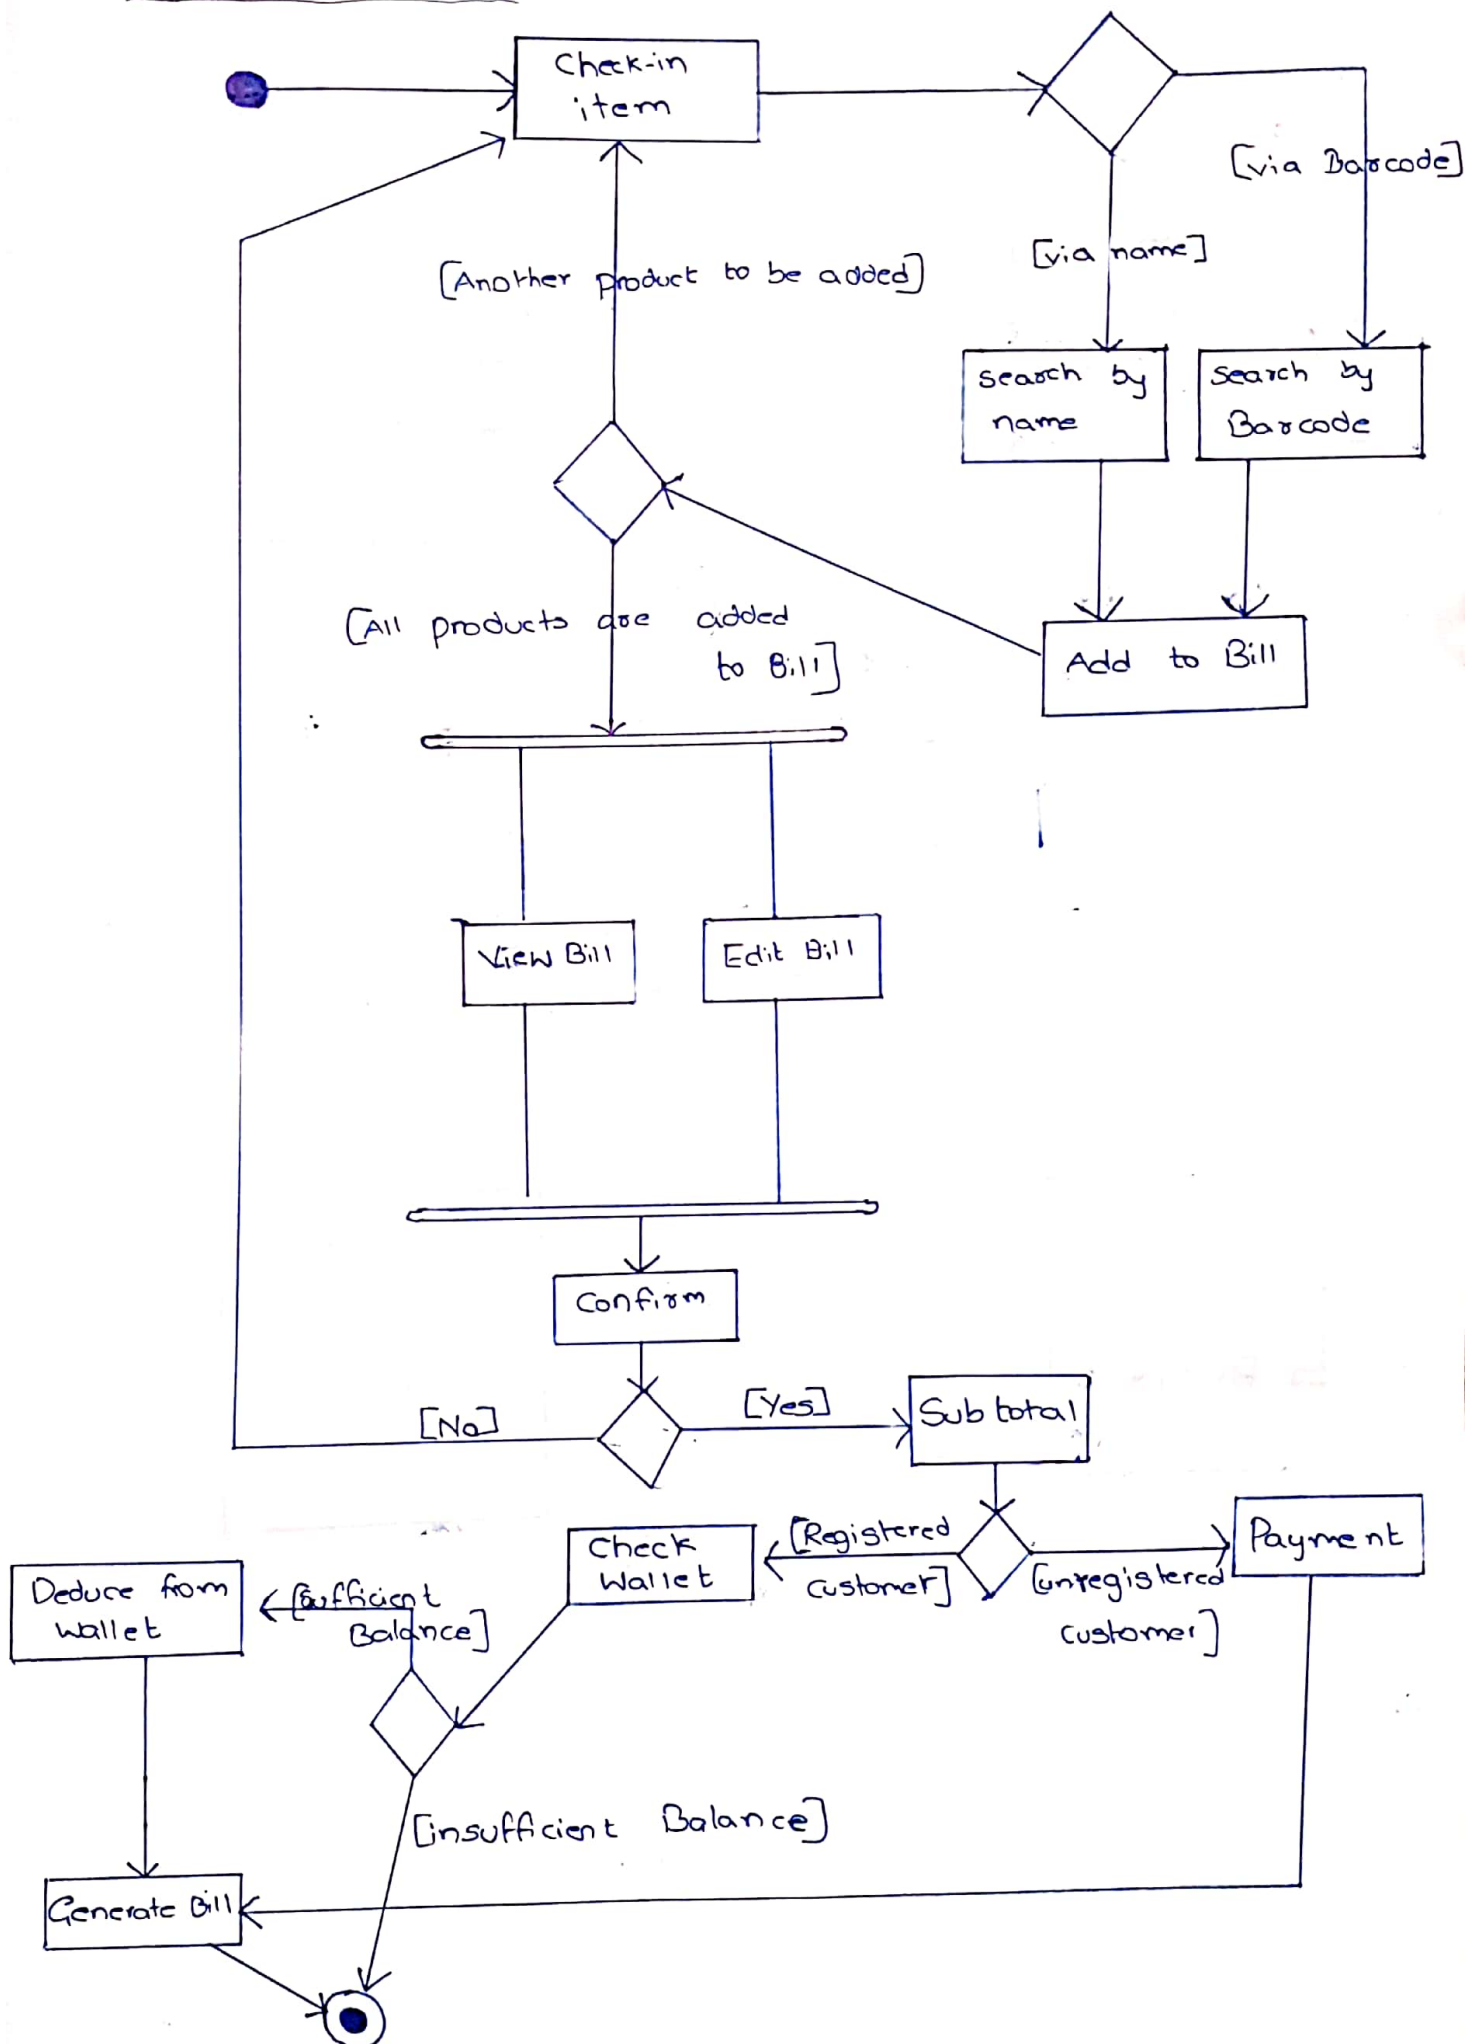 Check-in
item
[via Barcode]
[via name]
[Another product to be added]
Search by
name
Search by
Barcode
[All products are added
to Bill]
Add to Bill
View Bill
Edit Bill
Confirm
[No]
[Yes]
Sub total
[Registered
customer]
[unregistered
customer]
Payment
Check
Wallet
[Sufficient
Balance]
Deduce from
Wallet
[insufficient Balance]
Generate Bill